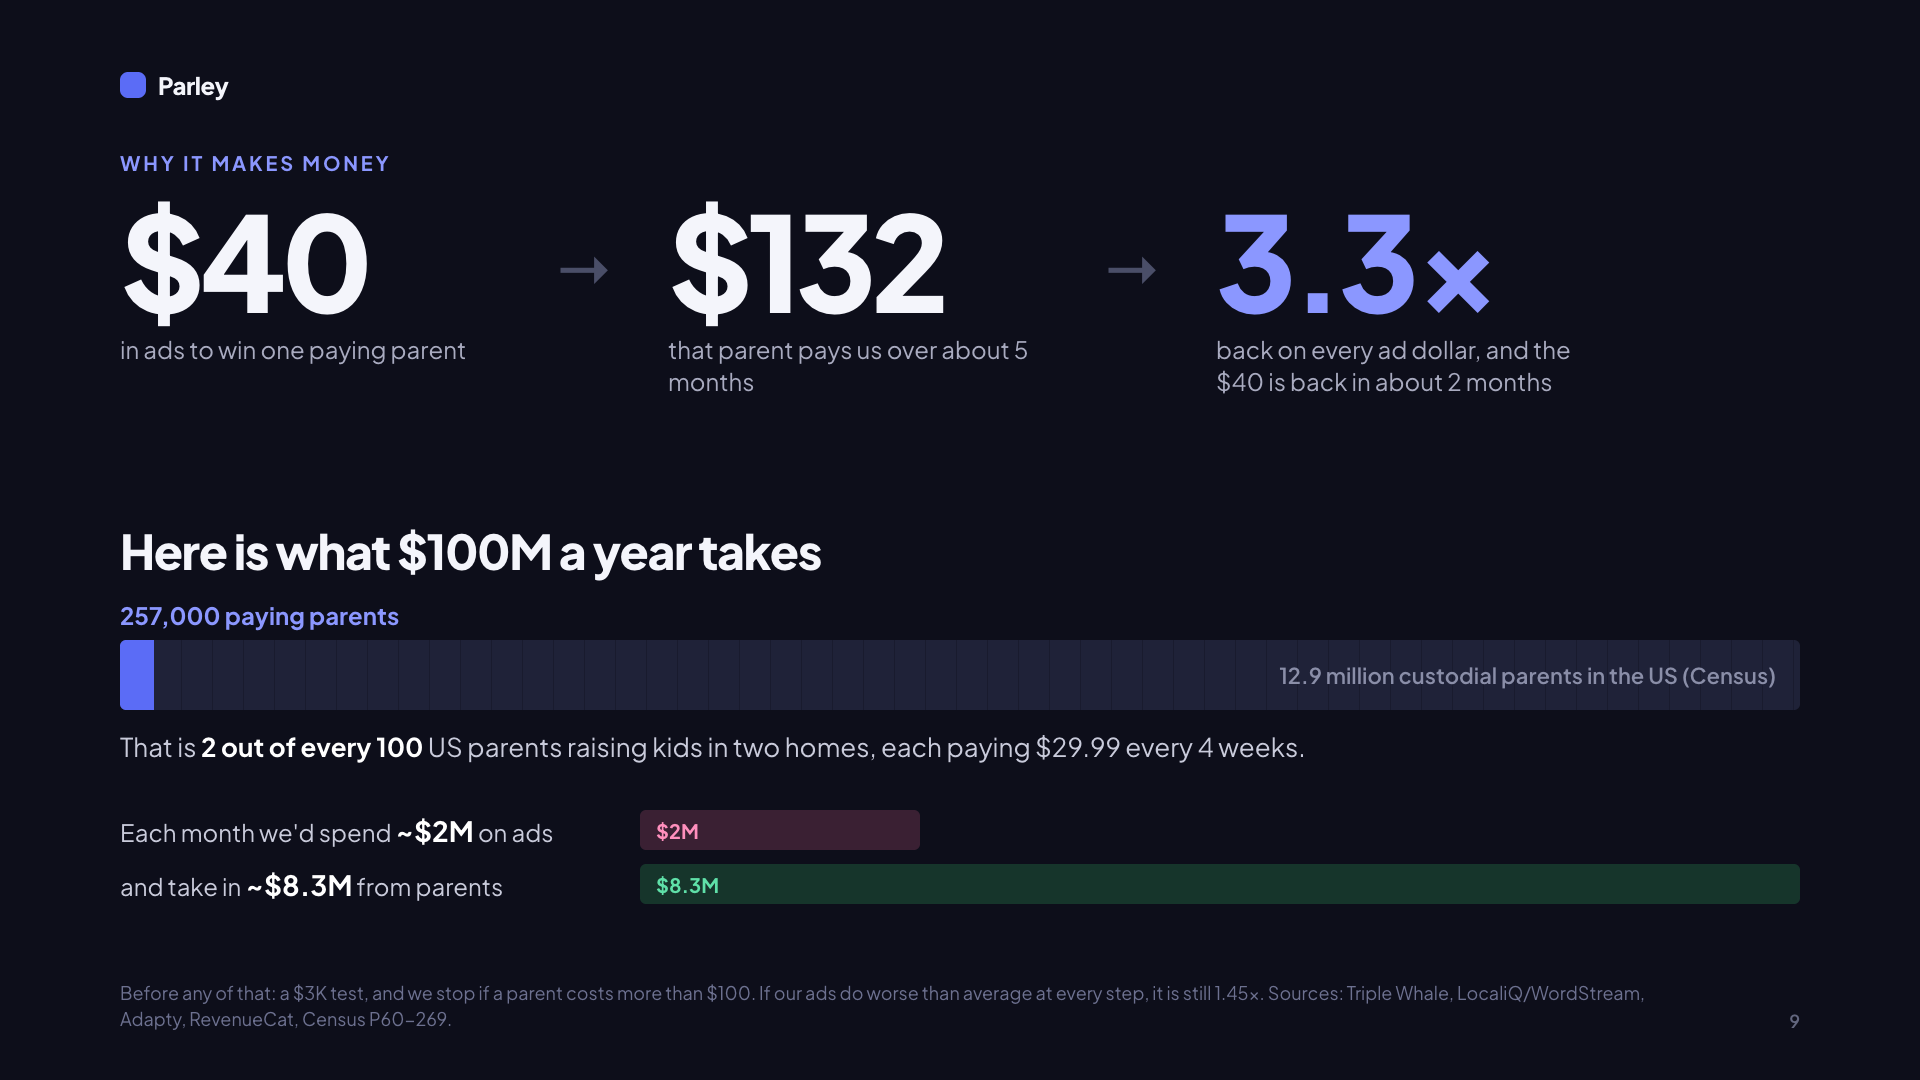 Parley
WHY IT MAKES MONEY
$40
in ads to win one paying parent
→
$132
that parent pays us over about 5
months
→
3.3×
back on every ad dollar, and the
$40 is back in about 2 months
Here is what $100M a year takes
257,000 paying parents
12.9 million custodial parents in the US (Census)
That is 2 out of every 100 US parents raising kids in two homes, each paying $29.99 every 4 weeks.
Each month we'd spend ~$2M on ads
$2M
and take in ~$8.3M from parents
$8.3M
Before any of that: a $3K test, and we stop if a parent costs more than $100. If our ads do worse than average at every step, it is still 1.45×. Sources: Triple Whale, LocaliQ/WordStream,
Adapty, RevenueCat, Census P60-269.
9